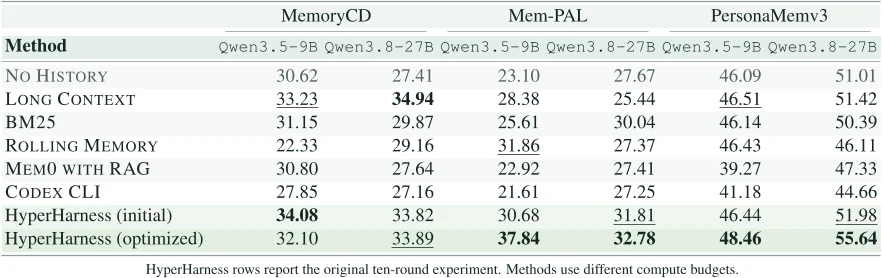 MemoryCD Mem-PAL PersonaMemv3
Method Qwen3.5-9B Qwen3.8-27B Qwen3.5-9B Qwen3.8-27B Qwen3.5-9B Qwen3.8-27B
NO HISTORY 30.62 27.41 23.10 27.67 46.09 51.01
LONG CONTEXT 33.23 34.94 28.38 25.44 46.51 51.42
BM25 31.15 29.87 25.61 30.04 46.14 50.39
ROLLING MEMORY 22.33 29.16 31.86 27.37 46.43 46.11
MEM0 WITH RAG 30.80 27.64 22.92 27.41 39.27 47.33
CODEX CLI 27.85 27.16 21.61 27.25 41.18 44.66
HyperHarness (initial) 34.08 33.82 30.68 31.81 46.44 51.98
HyperHarness (optimized) 32.10 33.89 37.84 32.78 48.46 55.64
HyperHarness rows report the original ten-round experiment. Methods use different compute budgets.